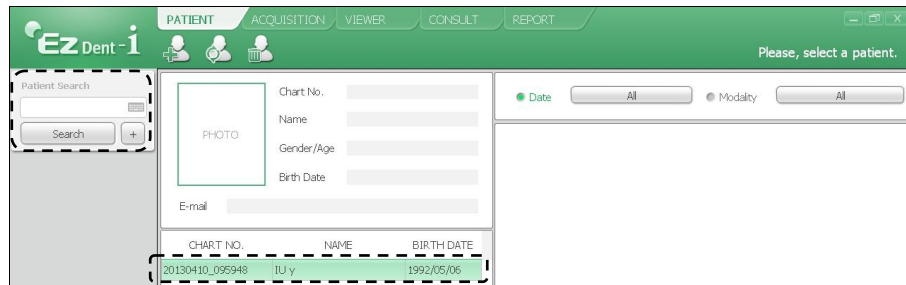 Ez Dent-i
PATIENT
ACQUISITION
VIEWER
CONSULT
REPORT
Please, select a patient.
Patient Search
Search
+
PHOTO
Chart No.
Name
Gender/Age
Birth Date
E-mail
Date
All
Modality
All
CHART NO. NAME BIRTH DATE
20130410_095948 IU y 1992/05/06